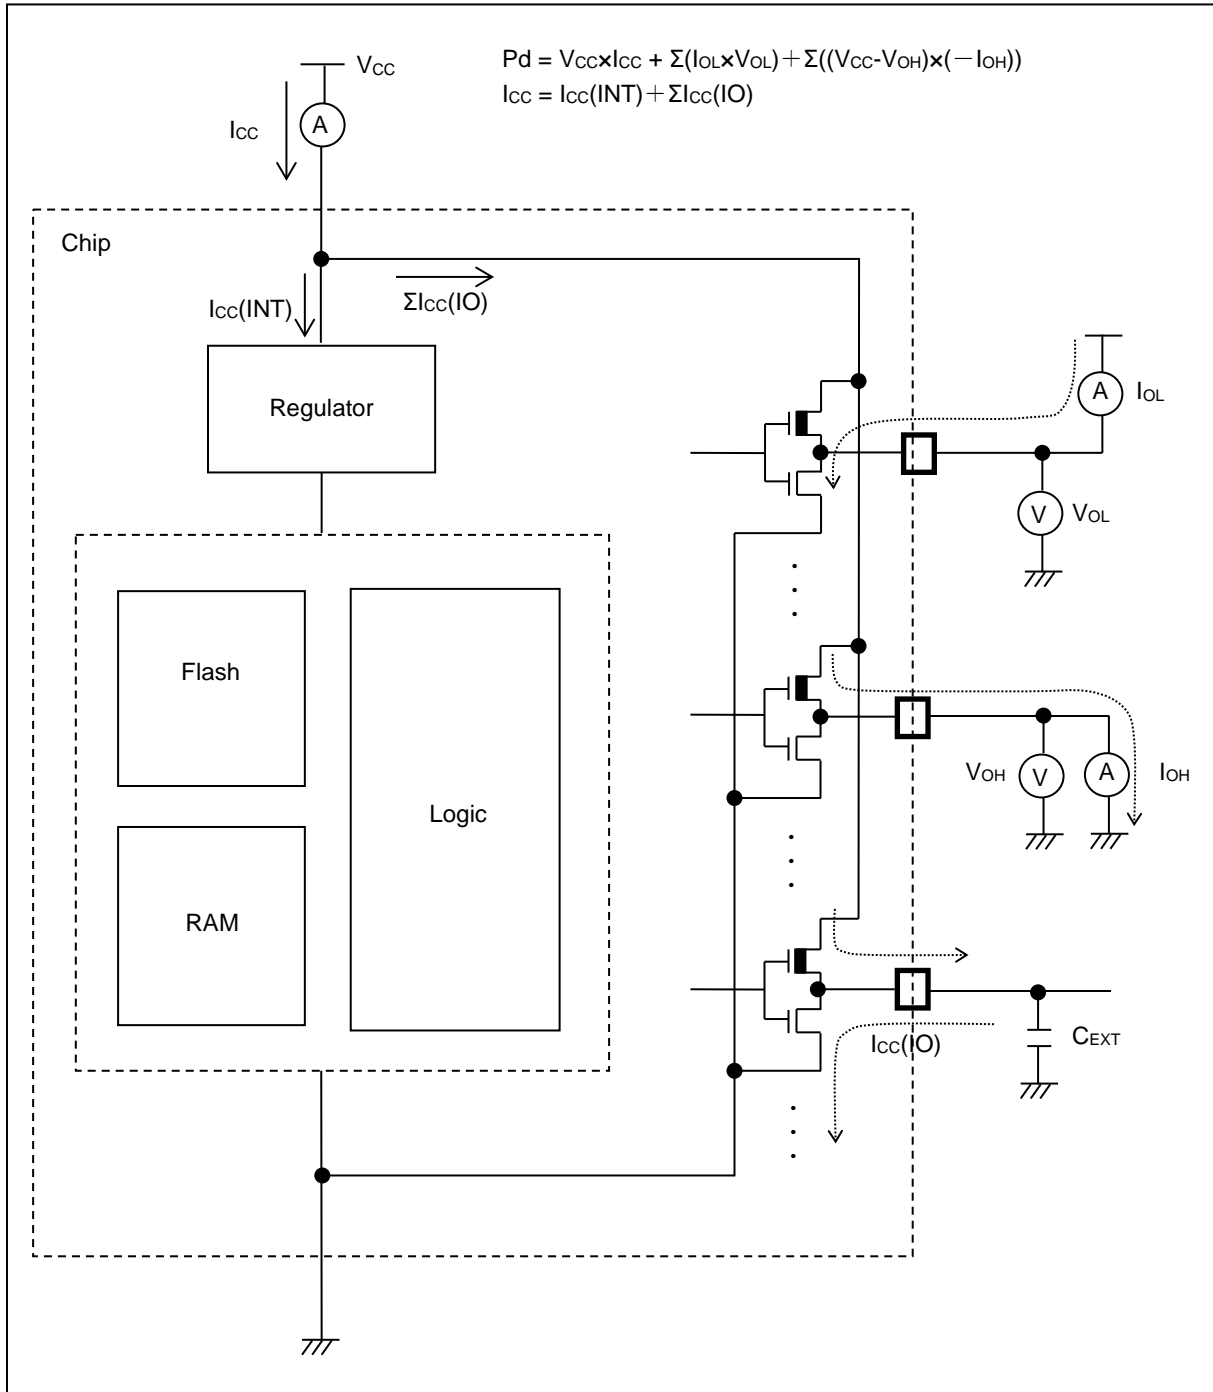 Pd = VCC×ICC + Σ(IOL×VOL)＋Σ((VCC-VOH)×(－IOH))
ICC = ICC(INT)＋ΣICC(IO)
VCC
ICC
A
Chip
ICC(INT)
ΣICC(IO)
Regulator
A
IOL
V
VOL
Flash
Logic
RAM
VOH
V
A
IOH
ICC(IO)
CEXT